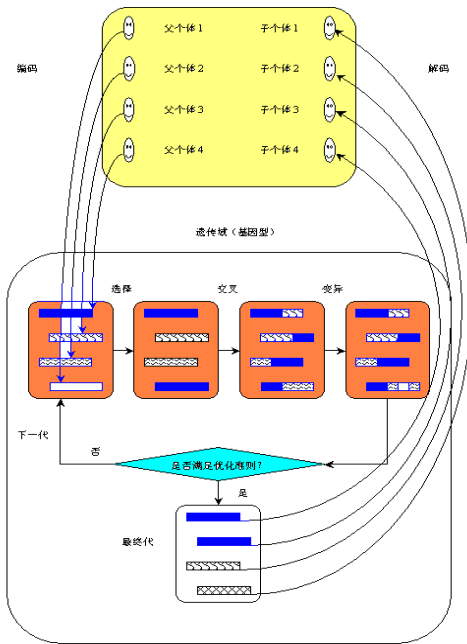 父个体1 子个体1
编码 父个体2 子个体2 解码
父个体3 子个体3
父个体4 子个体4
遗传域（基因型）
选择 交叉 变异
下一代
否 是否满足优化准则?
是
最终代